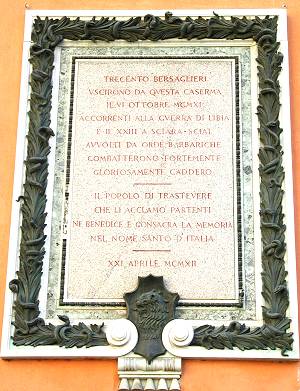 TRECENTO BERSAGLIERI
VSCIRONO DA QVESTA CASERMA
IL VI OTTOBRE MCMXI
ACCORRENTI ALLA GVERRA DI LIBIA
E IL XXIII A SCIARA-SCIAT
AVVOLTI DA ORDE BARBARICHE
COMBATTERONO FORTEMENTE
GLORIOSAMENTE CADDERO
IL POPOLO DI TRASTEVERE
CHE LI ACCLAMÒ PARTENTI
NE BENEDICE E CONSACRA LA MEMORIA
NEL NOME SANTO D'ITALIA
XXI APRILE MCMXII